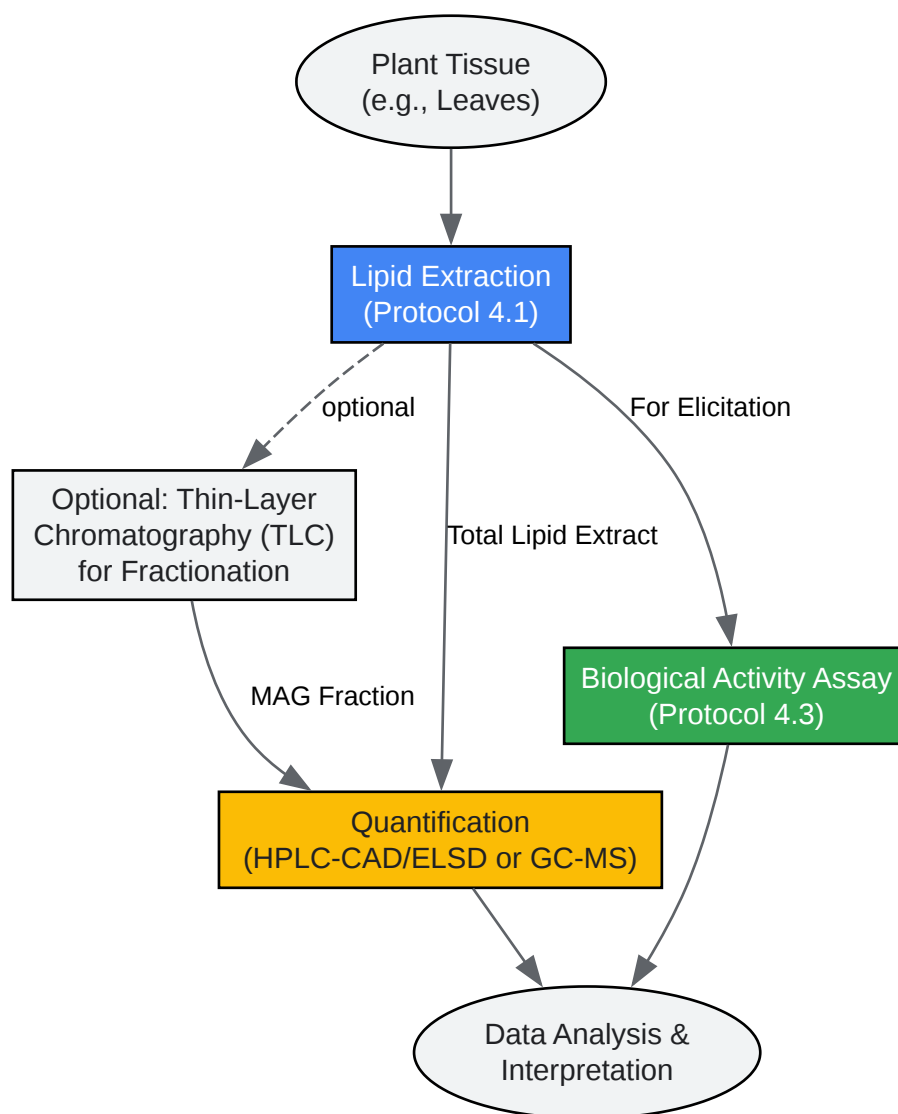 Plant Tissue
(e.g., Leaves)
Lipid Extraction
(Protocol 4.1)
optional
For Elicitation
Optional: Thin-Layer
Chromatography (TLC)
for Fractionation
Total Lipid Extract
Biological Activity Assay
(Protocol 4.3)
MAG Fraction
Quantification
(HPLC-CAD/ELSD or GC-MS)
Data Analysis &
Interpretation